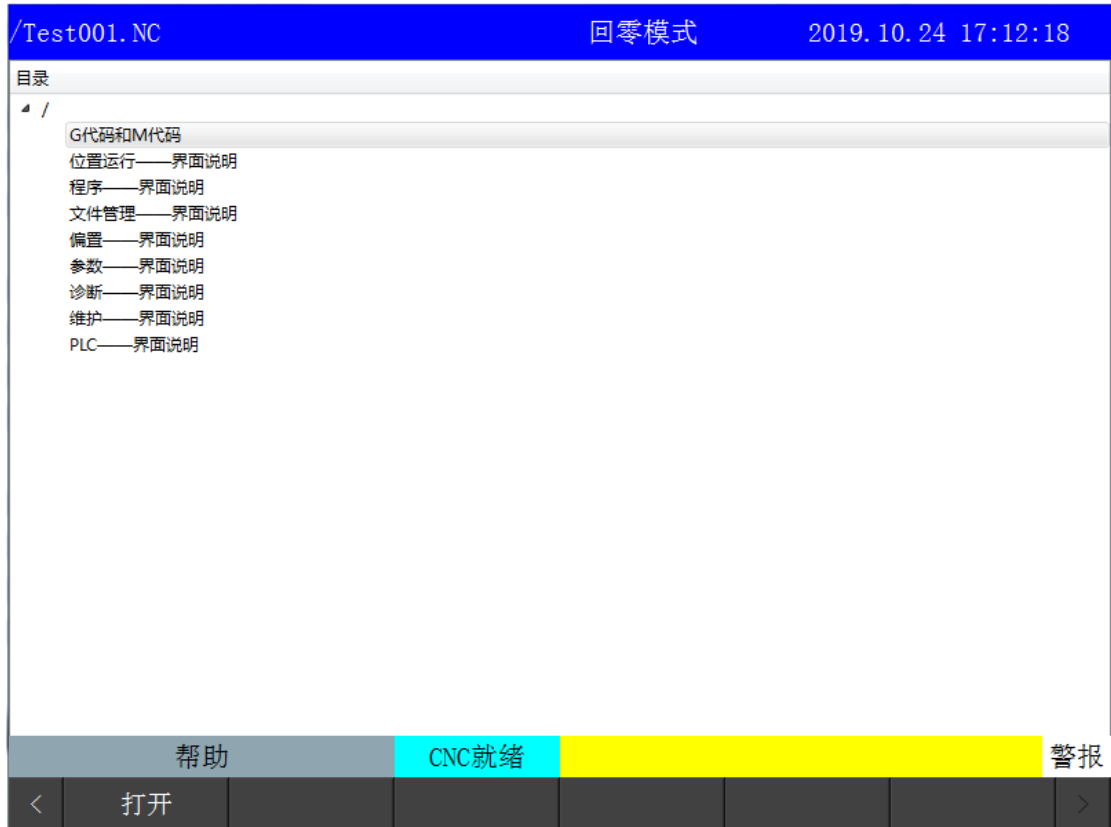 /Test001.NC 回零模式 2019.10.24 17:12:18
目录
/
G代码和M代码
位置运行——界面说明
程序——界面说明
文件管理——界面说明
偏置——界面说明
参数——界面说明
诊断——界面说明
维护——界面说明
PLC——界面说明
帮助 CNC就绪 警报
< 打开 >